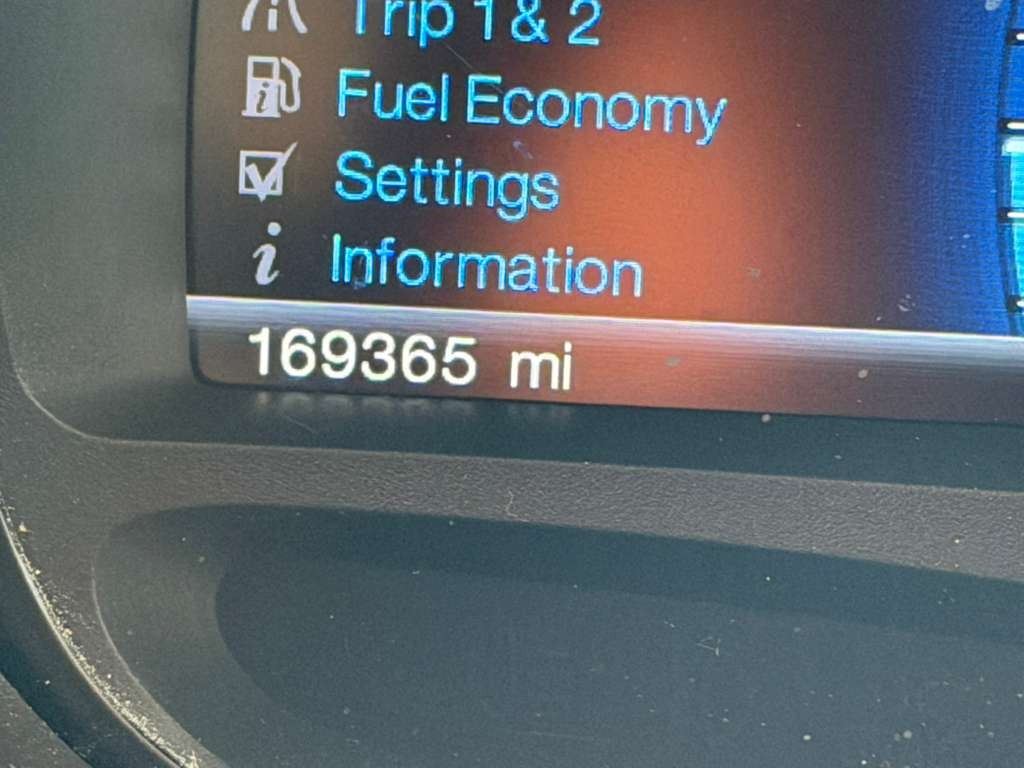 Trip 1 & 2
Fuel Economy
Settings
Information
169365 mi